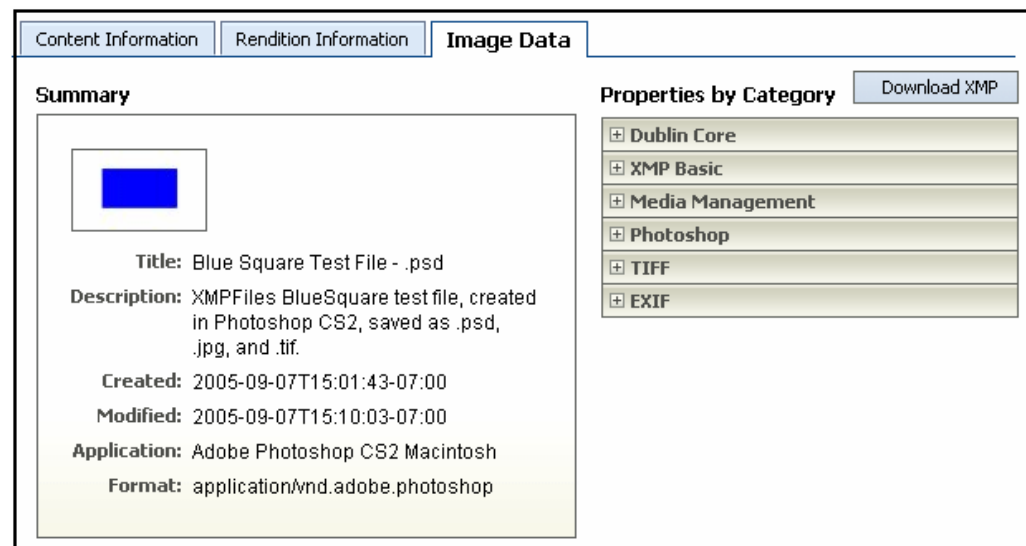 Content Information
Rendition Information
Image Data
Summary
Title: Blue Square Test File - .psd
Description: XMPFiles BlueSquare test file, created
in Photoshop CS2, saved as .psd,
.jpg, and .tif.
Created: 2005-09-07T15:01:43-07:00
Modified: 2005-09-07T15:10:03-07:00
Application: Adobe Photoshop CS2 Macintosh
Format: application/vnd.adobe.photoshop
Properties by Category
Download XMP
Dublin Core
XMP Basic
Media Management
Photoshop
TIFF
EXIF